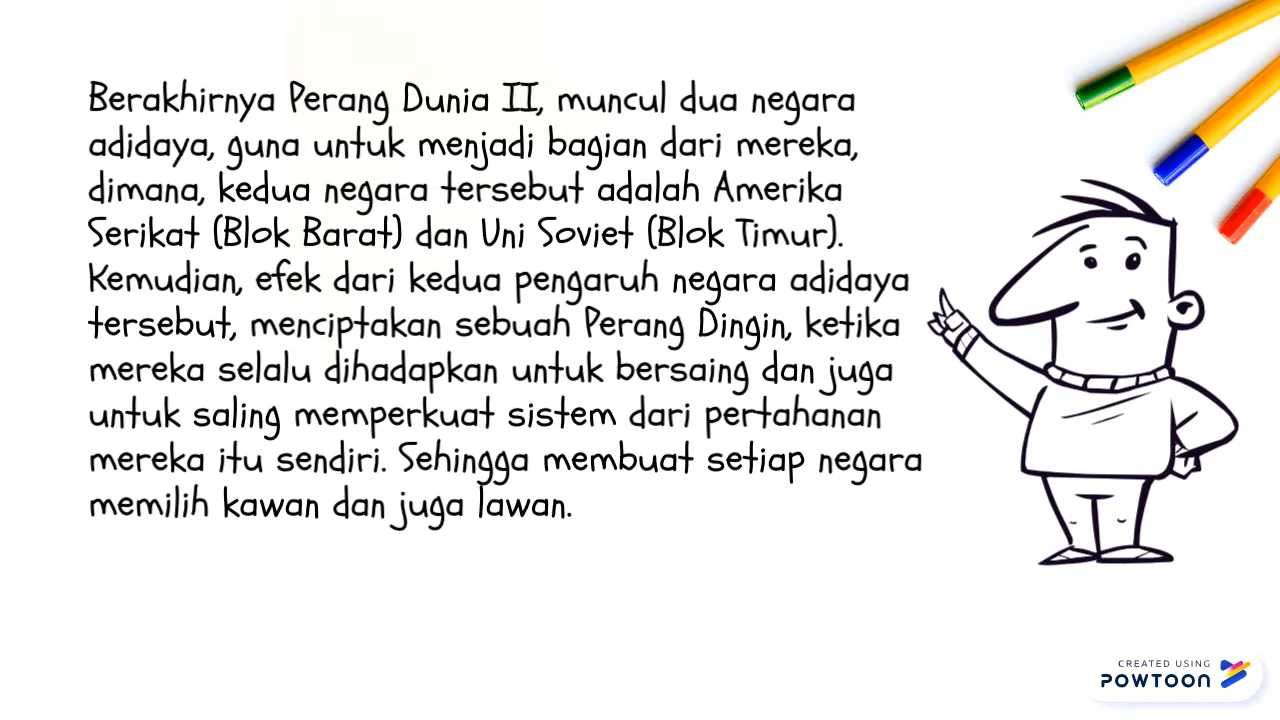 Berakhirnya Perang Dunia II, muncul dua negara
adidaya, guna untuk menjadi bagian dari mereka,
dimana, kedua negara tersebut adalah Amerika
Serikat (Blok Barat) dan Uni Soviet (Blok Timur).
Kemudian, efek dari kedua pengaruh negara adidaya
tersebut, menciptakan sebuah Perang Dingin, ketika
mereka selalu dihadapkan untuk bersaing dan juga
untuk saling memperkuat sistem dari pertahanan
mereka itu sendiri. Sehingga membuat setiap negara
memilih kawan dan juga lawan.
CREATED USING
POWTOON